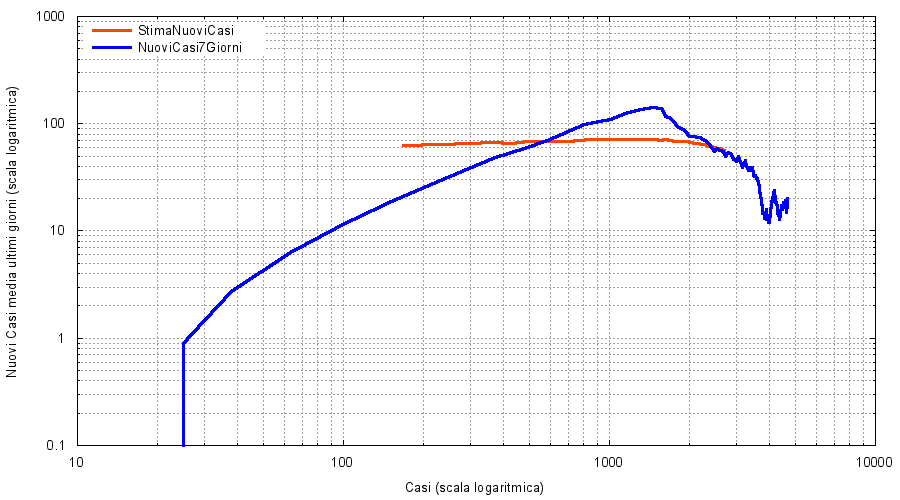 1000
100
10
1
0.1
Nuovi Casi media ultimi giorni (scala logaritmica)
StimaNuoviCasi
NuoviCasi7Giorni
10 100 1000 10000
Casi (scala logaritmica)